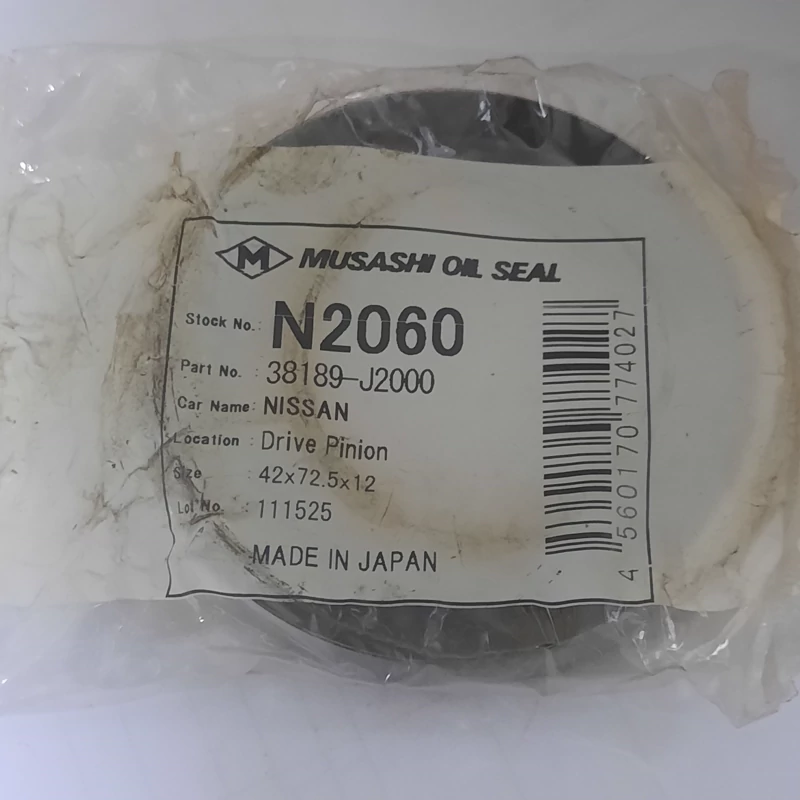 M MUSASHI OIL SEAL
Stock No.: N2060
Part No. : 38189-J2000
Car Name: NISSAN
Location : Drive Pinion
Size : 42x72.5x12
Lot No. : 111525
MADE IN JAPAN
4 560170 774027